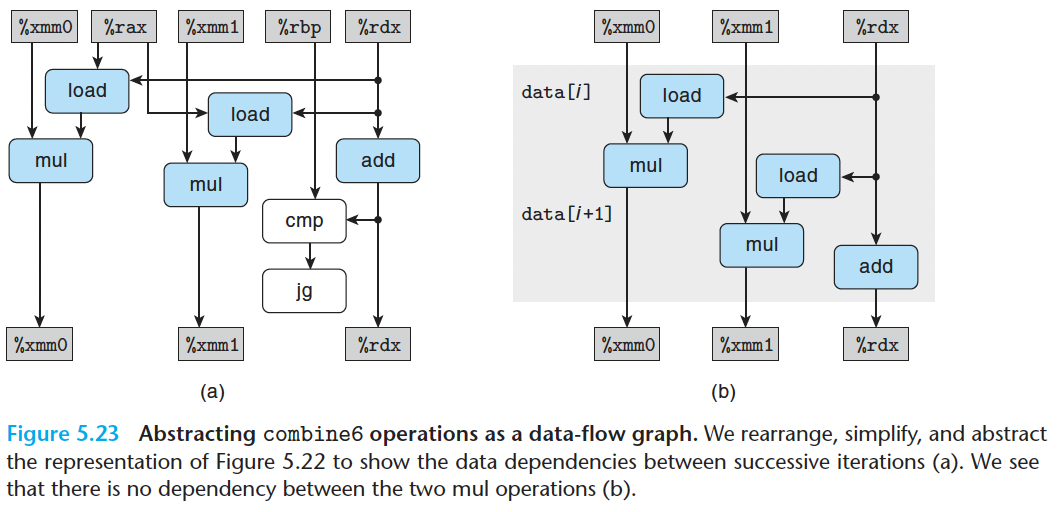 %xmm0 %rax %xmm1 %rbp %rdx
load
load
mul
mul
add
cmp
jg
%xmm0 %xmm1 %rdx
(a)
%xmm0 %xmm1 %rdx
data[i]
load
mul
load
data[i+1]
mul
add
%xmm0 %xmm1 %rdx
(b)
Figure 5.23 Abstracting combine6 operations as a data-flow graph. We rearrange, simplify, and abstract
the representation of Figure 5.22 to show the data dependencies between successive iterations (a). We see
that there is no dependency between the two mul operations (b).